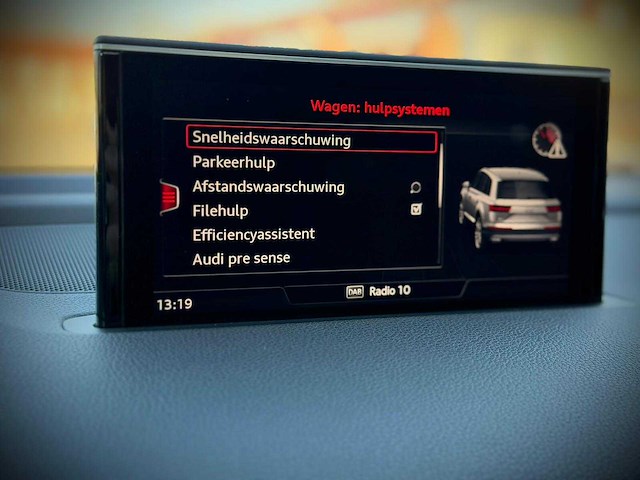 Wagen: hulpsystemen
Snelheidswaarschuwing
Parkeerhulp
Afstandswaarschuwing
Filehulp
Efficiencyassistent
Audi pre sense
13:19
DAB Radio 10